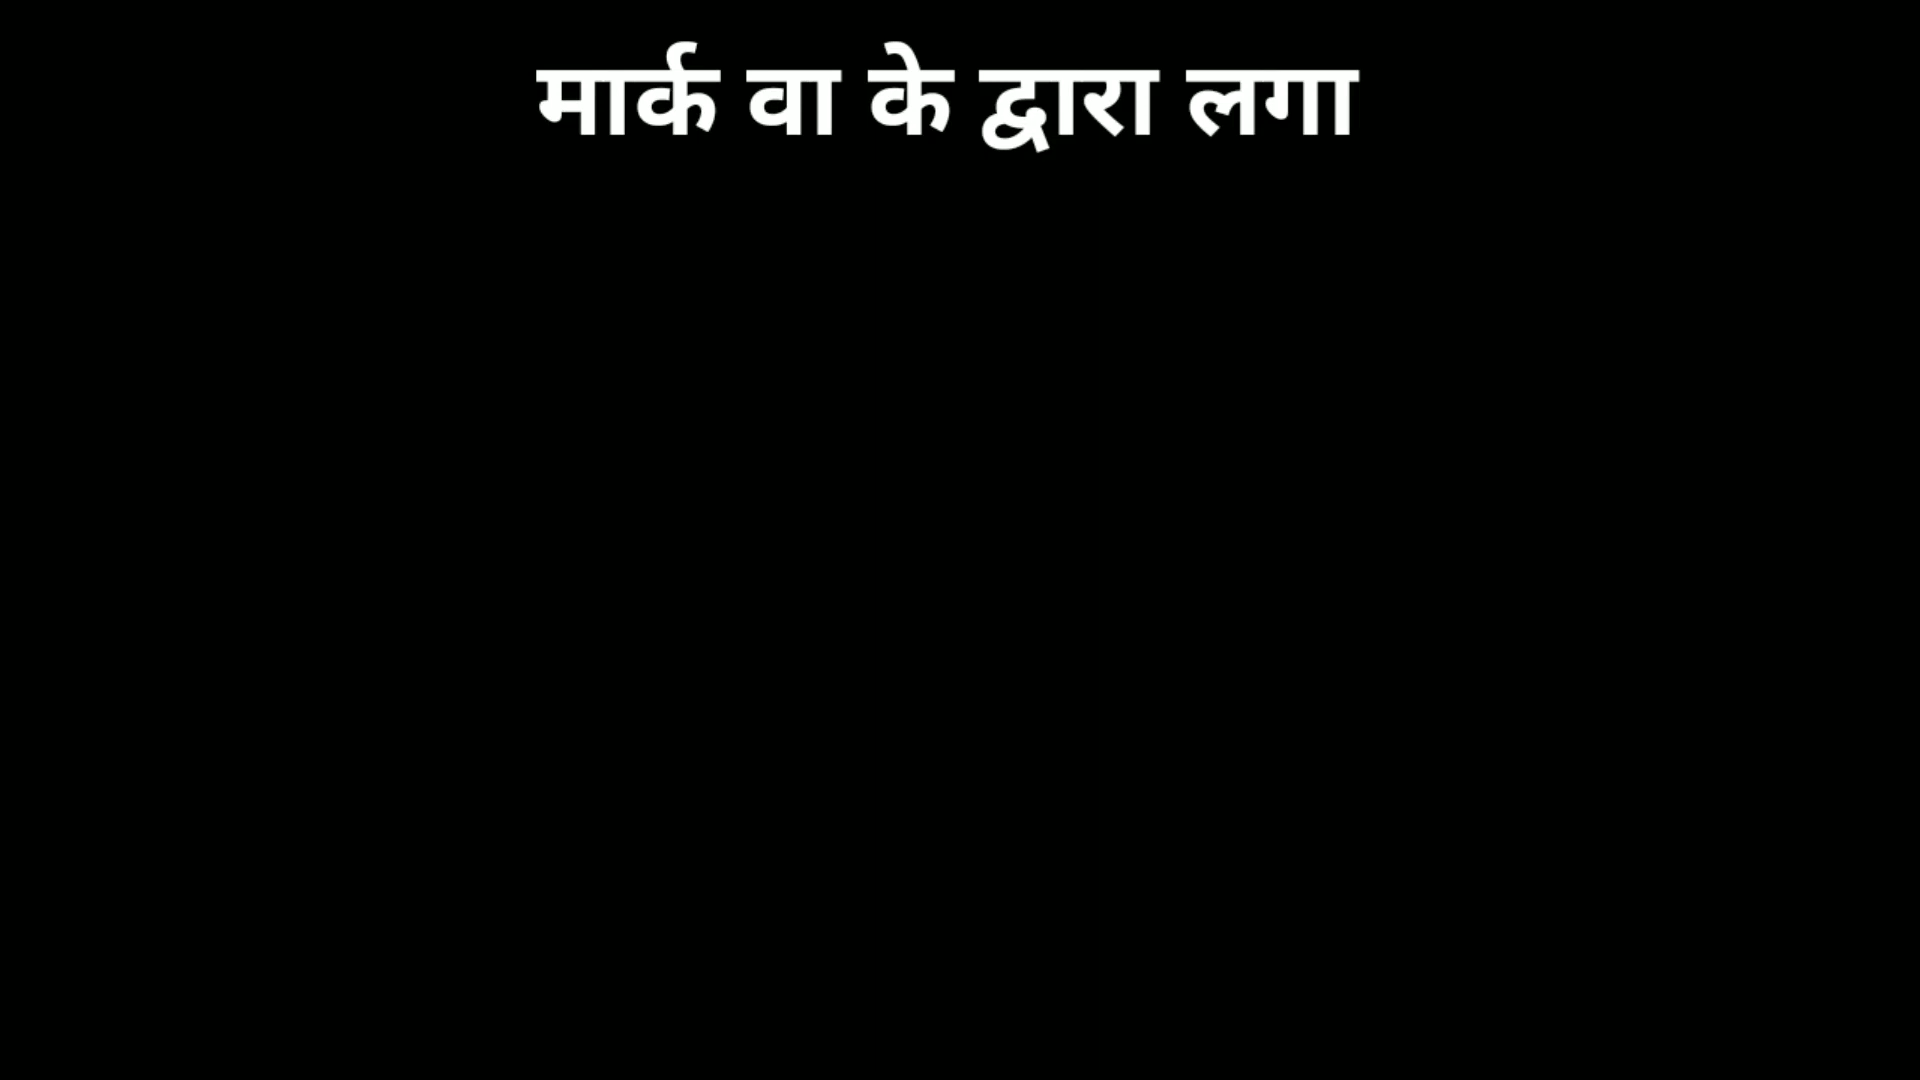 मार्क वा के द्वारा लगा